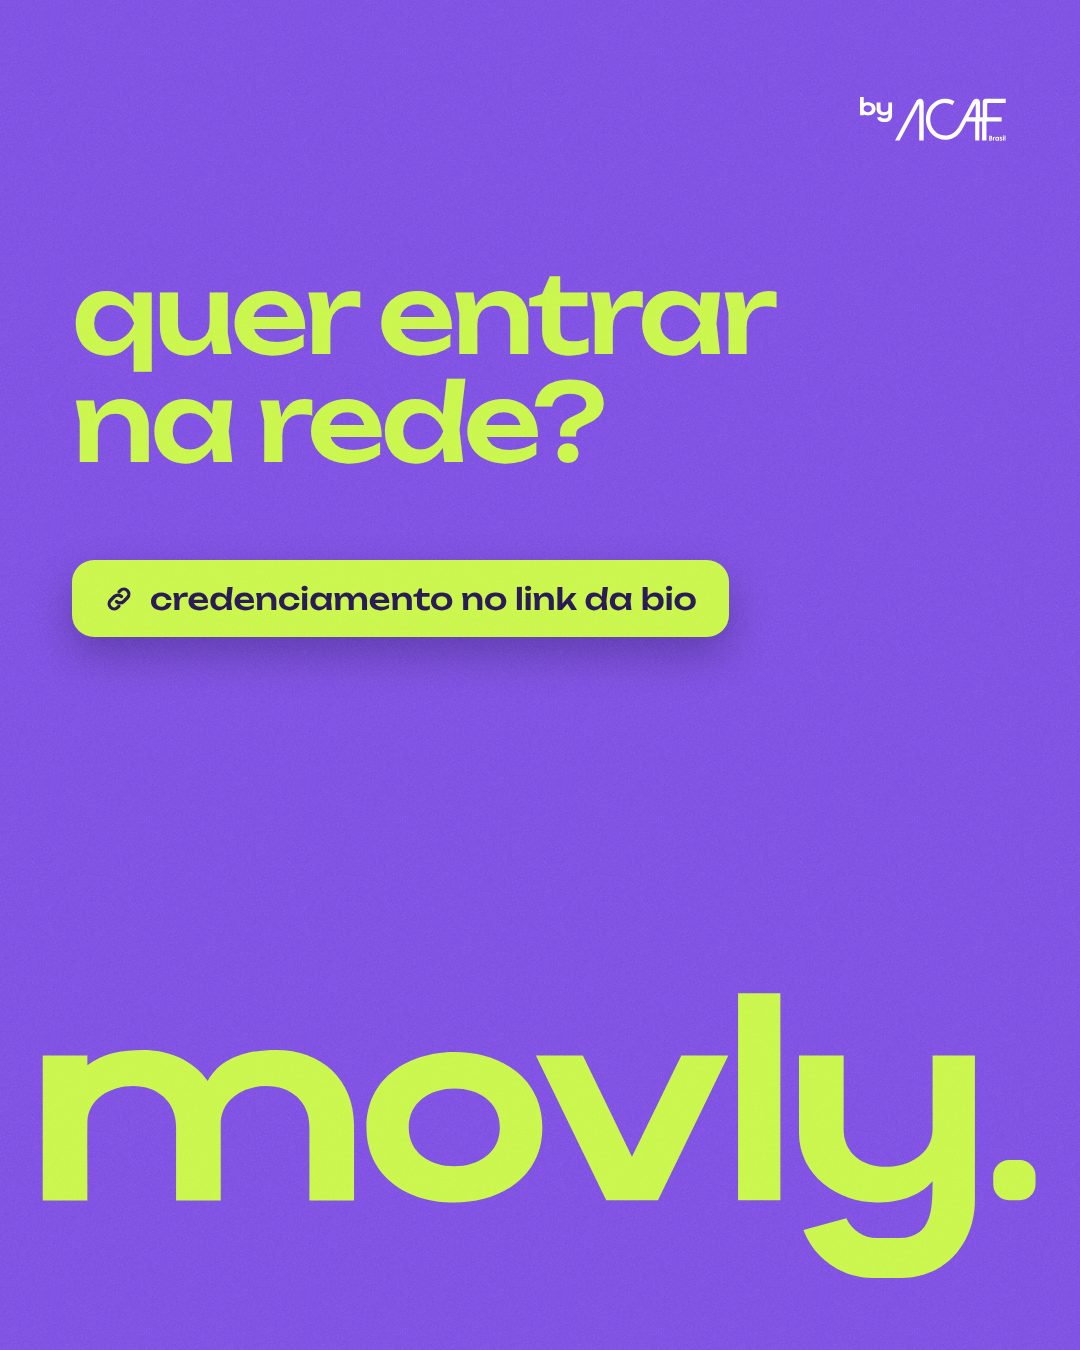 by ACAF
Brasil
quer entrar
na rede?
credenciamento no link da bio
movly.